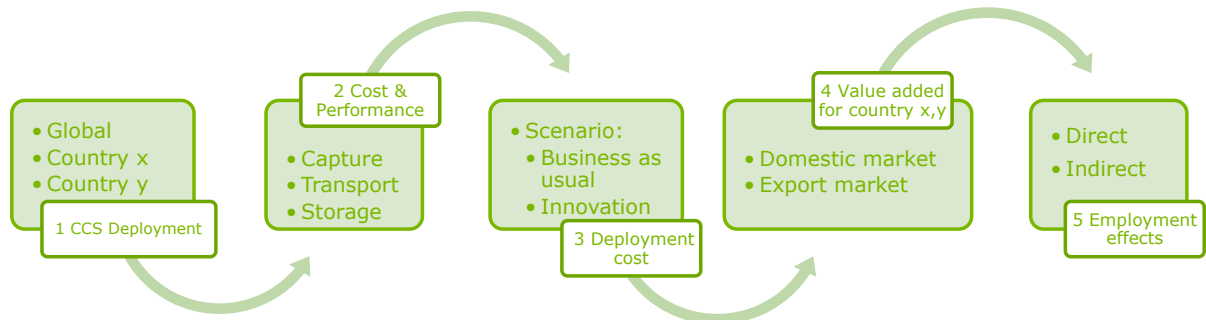 • Global
• Country x
• Country y
1 CCS Deployment
2 Cost &
Performance
• Capture
• Transport
• Storage
• Scenario:
• Business as
usual
• Innovation
3 Deployment
cost
4 Value added
for country x,y
• Domestic market
• Export market
• Direct
• Indirect
5 Employment
effects